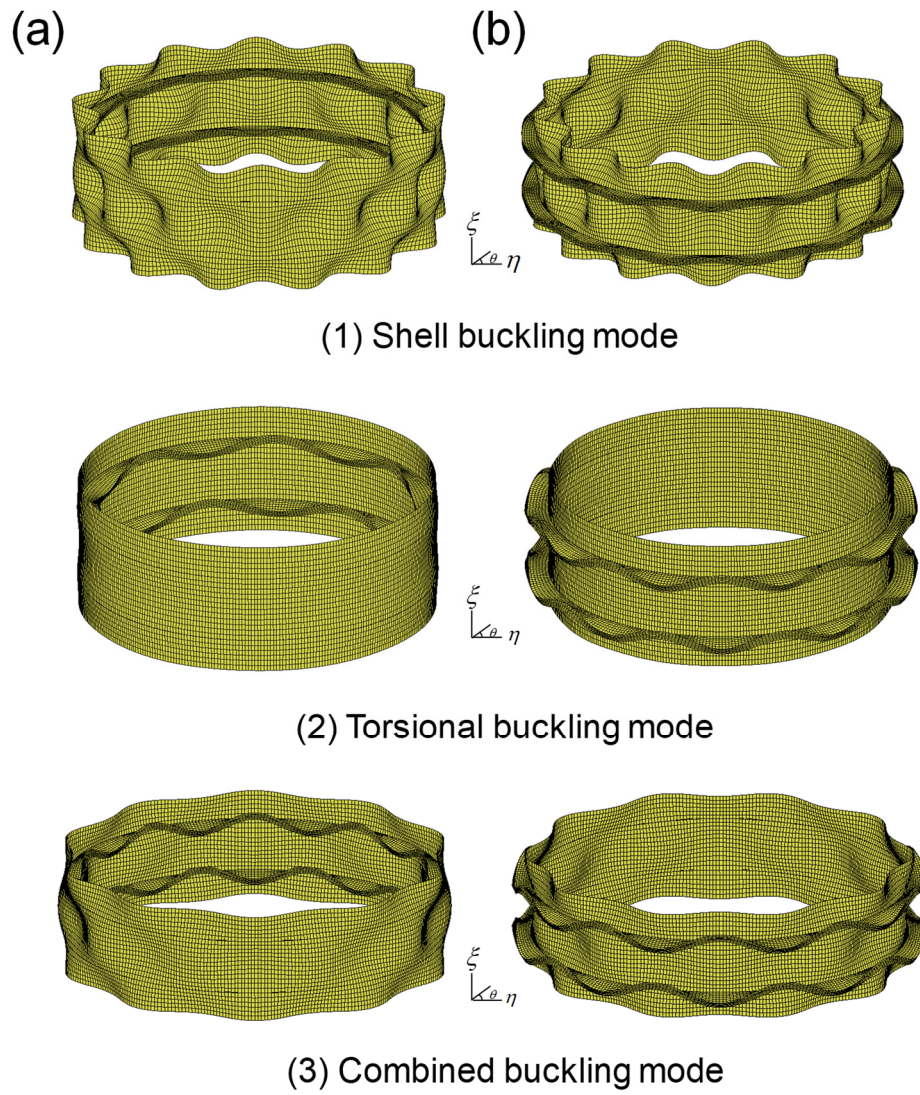 (a)
(b)
ξ
θ η
(1) Shell buckling mode
ξ
θ η
(2) Torsional buckling mode
ξ
θ η
(3) Combined buckling mode